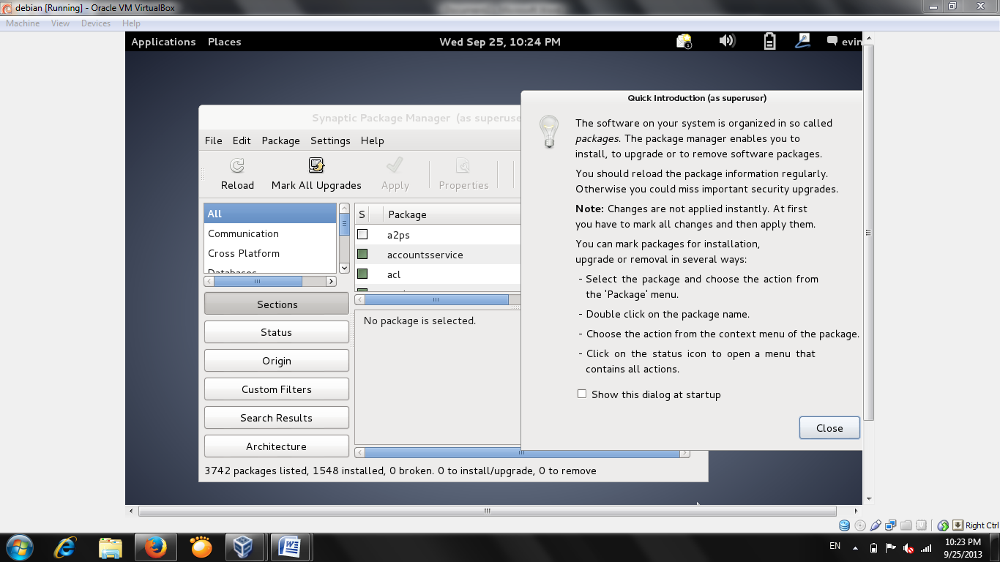 debian [Running] - Oracle VM VirtualBox
Machine View Devices Help
Applications Places Wed Sep 25, 10:24 PM 1 evin
Synaptic Package Manager (as superuse
File Edit Package Settings Help
Reload Mark All Upgrades Apply Properties
All
Communication
Cross Platform
Databases
Sections
Status
Origin
Custom Filters
Search Results
Architecture
S Package
a2ps
accountsservice
acl
No package is selected.
3742 packages listed, 1548 installed, 0 broken. 0 to install/upgrade, 0 to remove
Quick Introduction (as superuser)
The software on your system is organized in so called
packages. The package manager enables you to
install, to upgrade or to remove software packages.
You should reload the package information regularly.
Otherwise you could miss important security upgrades.
Note: Changes are not applied instantly. At first
you have to mark all changes and then apply them.
You can mark packages for installation,
upgrade or removal in several ways:
- Select the package and choose the action from
the 'Package' menu.
- Double click on the package name.
- Choose the action from the context menu of the package.
- Click on the status icon to open a menu that
contains all actions.
Show this dialog at startup
Close
Right Ctrl
EN
10:23 PM
9/25/2013